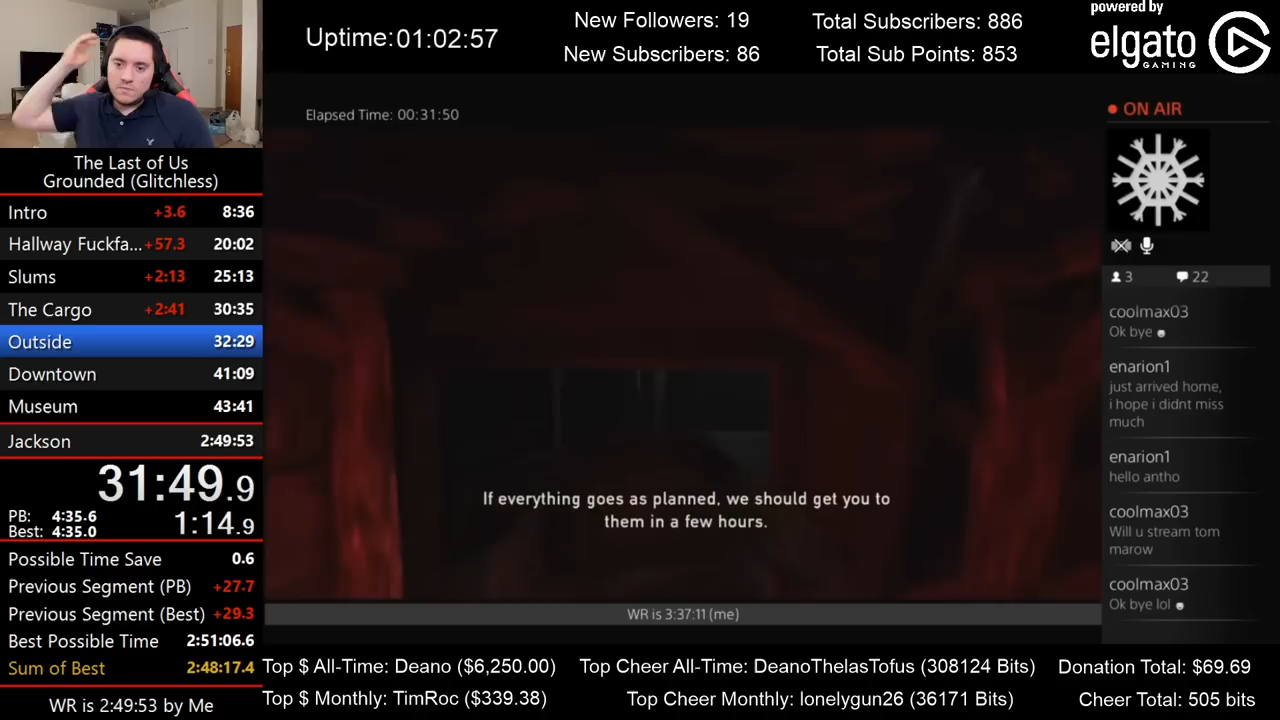 Uptime: 01:02:57
New Followers: 19
New Subscribers: 86
Total Subscribers: 886
Total Sub Points: 853
powered by
elgato
GAMING
Elapsed Time: 00:31:50
The Last of Us
Grounded (Glitchless)
Intro +3.6 8:36
Hallway Fuckfa... +57.3 20:02
Slums +2:13 25:13
The Cargo +2:41 30:35
Outside 32:29
Downtown 41:09
Museum 43:41
Jackson 2:49:53
31:49.9
PB: 4:35.6
Best: 4:35.0
1:14.9
Possible Time Save 0.6
Previous Segment (PB) +27.7
Previous Segment (Best) +29.3
Best Possible Time 2:51:06.6
Sum of Best 2:48:17.4
WR is 2:49:53 by Me
If everything goes as planned, we should get you to
them in a few hours.
WR is 3:37:11 (me)
ON AIR
3 22
coolmax03
Ok bye
enarion1
just arrived home,
i hope i didnt miss
much
enarion1
hello antho
coolmax03
Will u stream tom
marow
coolmax03
Ok bye lol
Top $ All-Time: Deano ($6,250.00)
Top Cheer All-Time: DeanoThelasTofus (308124 Bits)
Donation Total: $69.69
Top $ Monthly: TimRoc ($339.38)
Top Cheer Monthly: lonelygun26 (36171 Bits)
Cheer Total: 505 bits